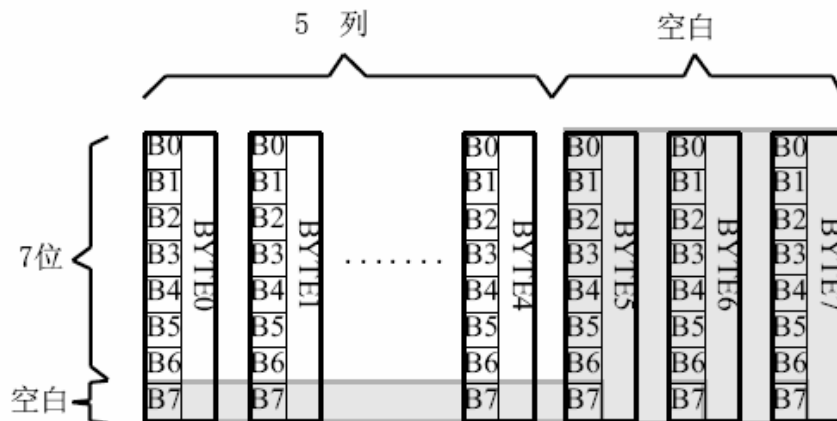 5 列 空白
B0 B0 B0 B0 B0 B0
B1 B1 B1 B1 B1 B1
B2 B2 B2 B2 B2 B2
7位 B3 B3 ....... B3 B3 B3 B3
B4 B4 B4 B4 B4 B4
B5 B5 B5 B5 B5 B5
B6 B6 B6 B6 B6 B6
空白 B7 B7 B7 B7 B7 B7
BYTE0
BYTE1
BYTE4
BYTE5
BYTE6
BYTE7